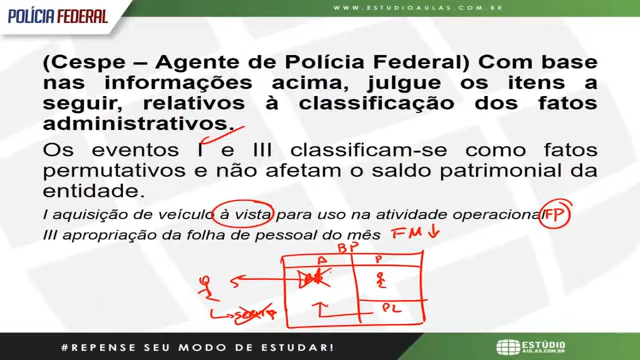 POLÍCIA FEDERAL
WWW.ESTUDIOAULAS.COM.BR
(Cespe – Agente de Polícia Federal) Com base
nas informações acima, julgue os itens a
seguir, relativos à classificação dos fatos
administrativos.
Os eventos I e III classificam-se como fatos
permutativos e não afetam o saldo patrimonial da
entidade.
I aquisição de veículo à vista para uso na atividade operacional FP
III apropriação da folha de pessoal do mês FM
BP
A P
PL
#REPENSE SEU MODO DE ESTUDAR!
ESTÚDIO
AULAS.COM.BR